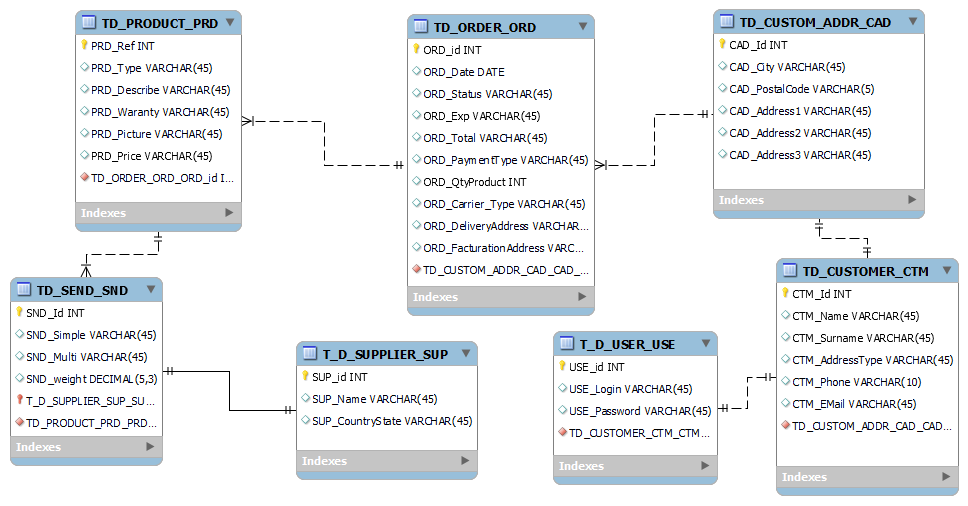 TD_PRODUCT_PRD
PRD_Ref INT
PRD_Type VARCHAR(45)
PRD_Describe VARCHAR(45)
PRD_Waranty VARCHAR(45)
PRD_Picture VARCHAR(45)
PRD_Price VARCHAR(45)
TD_ORDER_ORD_ORD_id I...
Indexes
TD_ORDER_ORD
ORD_id INT
ORD_Date DATE
ORD_Status VARCHAR(45)
ORD_Exp VARCHAR(45)
ORD_Total VARCHAR(45)
ORD_PaymentType VARCHAR(45)
ORD_QtyProduct INT
ORD_Carrier_Type VARCHAR(45)
ORD_DeliveryAddress VARCHAR...
ORD_FacturationAddress VARC...
TD_CUSTOM_ADDR_CAD_CAD_...
Indexes
TD_CUSTOM_ADDR_CAD
CAD_Id INT
CAD_City VARCHAR(45)
CAD_PostalCode VARCHAR(5)
CAD_Address1 VARCHAR(45)
CAD_Address2 VARCHAR(45)
CAD_Address3 VARCHAR(45)
Indexes
TD_SEND_SND
SND_Id INT
SND_Simple VARCHAR(45)
SND_Multi VARCHAR(45)
SND_weight DECIMAL(5,3)
T_D_SUPPLIER_SUP_SU...
TD_PRODUCT_PRD_PRD...
Indexes
T_D_SUPPLIER_SUP
SUP_id INT
SUP_Name VARCHAR(45)
SUP_CountryState VARCHAR(45)
Indexes
T_D_USER_USE
USE_id INT
USE_Login VARCHAR(45)
USE_Password VARCHAR(45)
TD_CUSTOMER_CTM_CTM...
Indexes
TD_CUSTOMER_CTM
CTM_Id INT
CTM_Name VARCHAR(45)
CTM_Surname VARCHAR(45)
CTM_AddressType VARCHAR(45)
CTM_Phone VARCHAR(10)
CTM_EMail VARCHAR(45)
TD_CUSTOM_ADDR_CAD_CAD...
Indexes